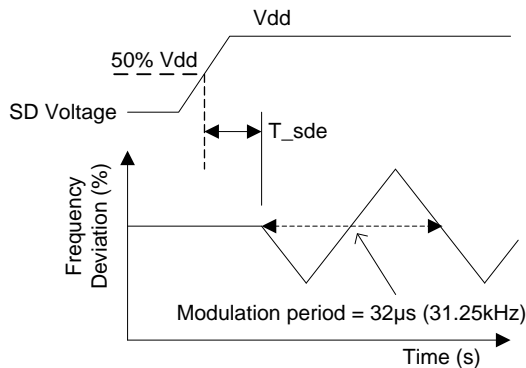 Vdd
50% Vdd
SD Voltage
T_sde
Frequency
Deviation (%)
Modulation period = 32µs (31.25kHz)
Time (s)